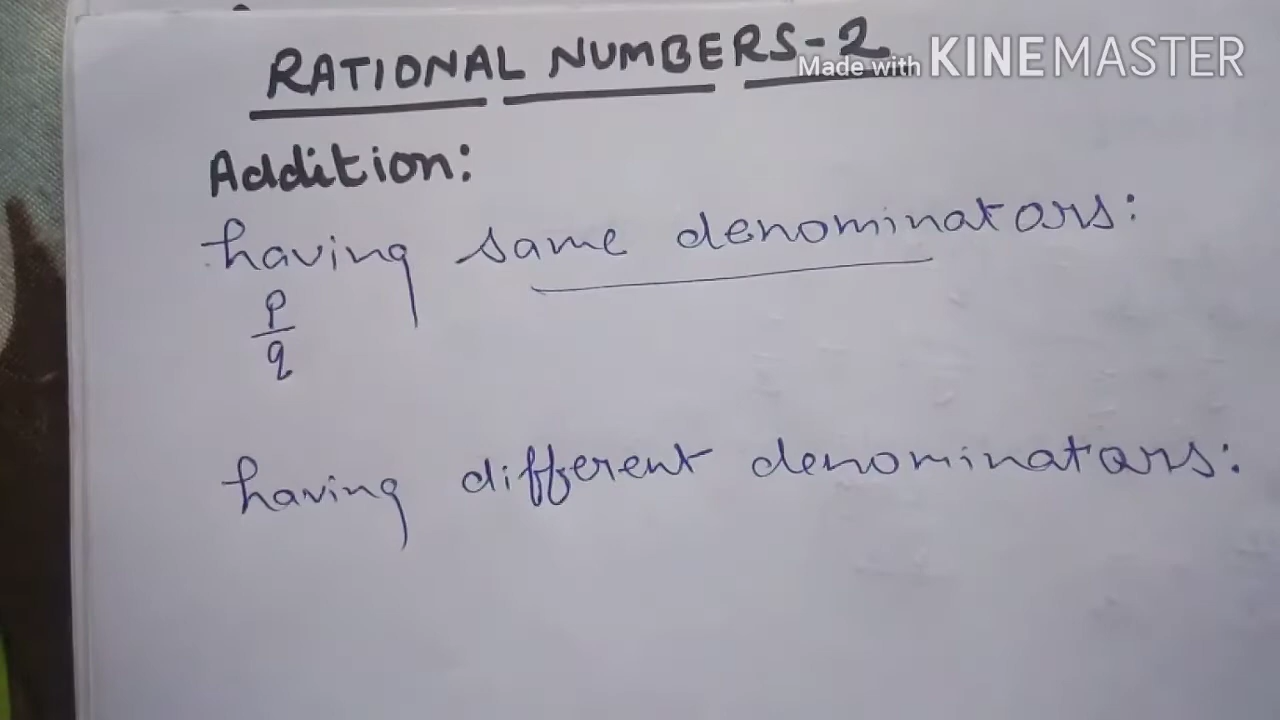 RATIONAL NUMBERS-2
Made with KINEMASTER
Addition:
having same denominators:
p
q
having different denominators: